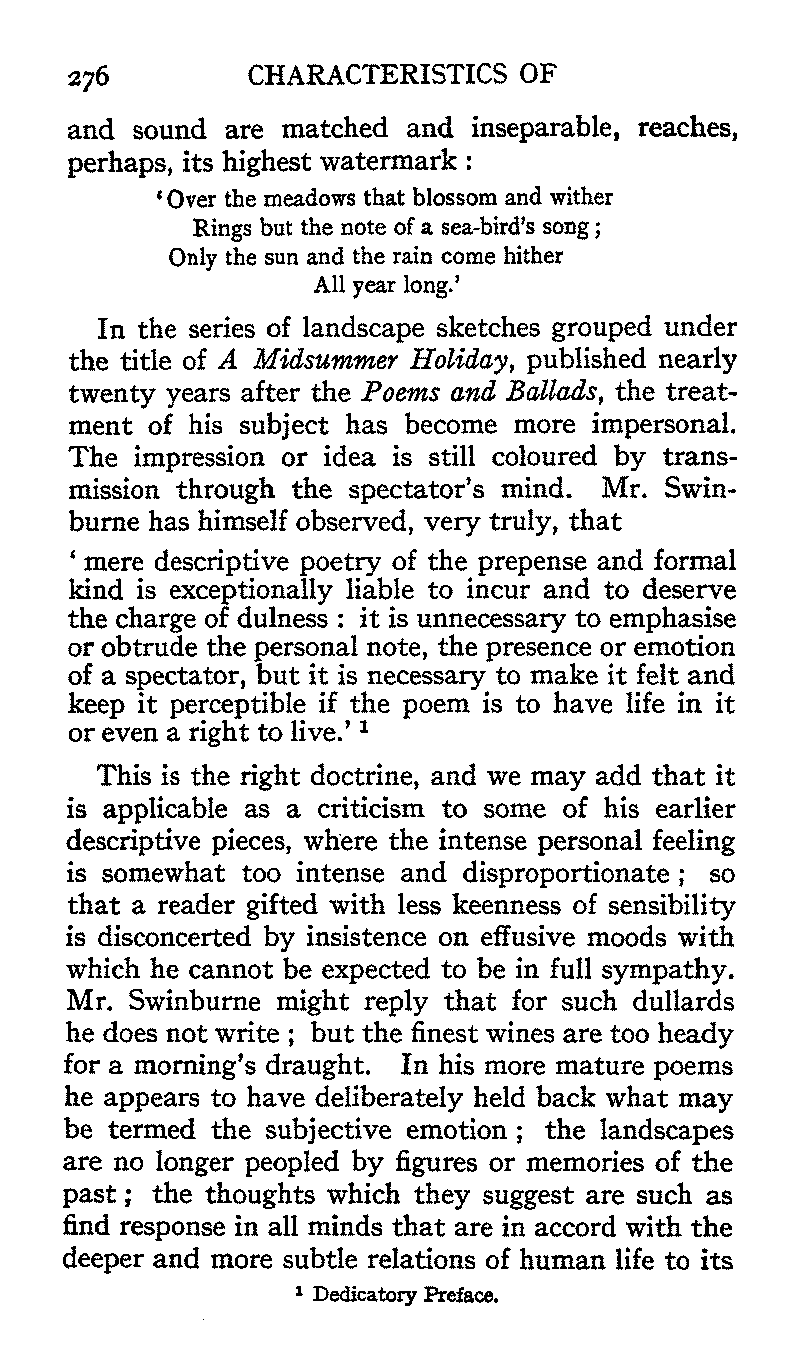 276 CHARACTERISTICS OF
and sound are matched and inseparable, reaches,
perhaps, its highest watermark :
‘Over the meadows that blossom and wither
Rings but the note of a sea-bird's song ;
Only the sun and the rain come hither
All year long.’
In the series of landscape sketches grouped under
the title of A Midsummer Holiday, published nearly
twenty years after the Poems and Ballads, the treat-
ment of his subject has become more impersonal.
The impression or idea is still coloured by trans-
mission through the spectator's mind. Mr. Swin-
burne has himself observed, very truly, that
‘ mere descriptive poetry of the prepense and formal
kind is exceptionally liable to incur and to deserve
the charge of dulness : it is unnecessary to emphasise
or obtrude the personal note, the presence or emotion
of a spectator, but it is necessary to make it felt and
keep it perceptible if the poem is to have life in it
or even a right to live.’ ¹
This is the right doctrine, and we may add that it
is applicable as a criticism to some of his earlier
descriptive pieces, where the intense personal feeling
is somewhat too intense and disproportionate ; so
that a reader gifted with less keenness of sensibility
is disconcerted by insistence on effusive moods with
which he cannot be expected to be in full sympathy.
Mr. Swinburne might reply that for such dullards
he does not write ; but the finest wines are too heady
for a morning's draught. In his more mature poems
he appears to have deliberately held back what may
be termed the subjective emotion ; the landscapes
are no longer peopled by figures or memories of the
past ; the thoughts which they suggest are such as
find response in all minds that are in accord with the
deeper and more subtle relations of human life to its
¹ Dedicatory Preface.